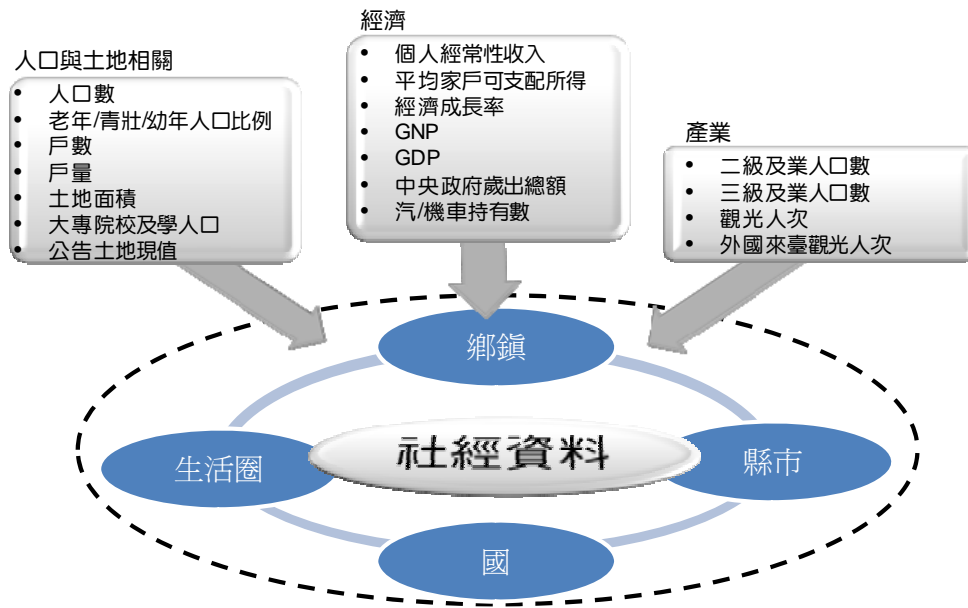 經濟
• 個人經常性收入
• 平均家戶可支配所得
• 經濟成長率
• GNP
• GDP
• 中央政府歲出總額
• 汽/機車持有數
人口與土地相關
• 人口數
• 老年/青壯/幼年人口比例
• 戶數
• 戶量
• 土地面積
• 大專院校及學人口
• 公告土地現值
產業
• 二級及業人口數
• 三級及業人口數
• 觀光人次
• 外國來臺觀光人次
鄉鎮
社經資料
生活圈
縣市
國